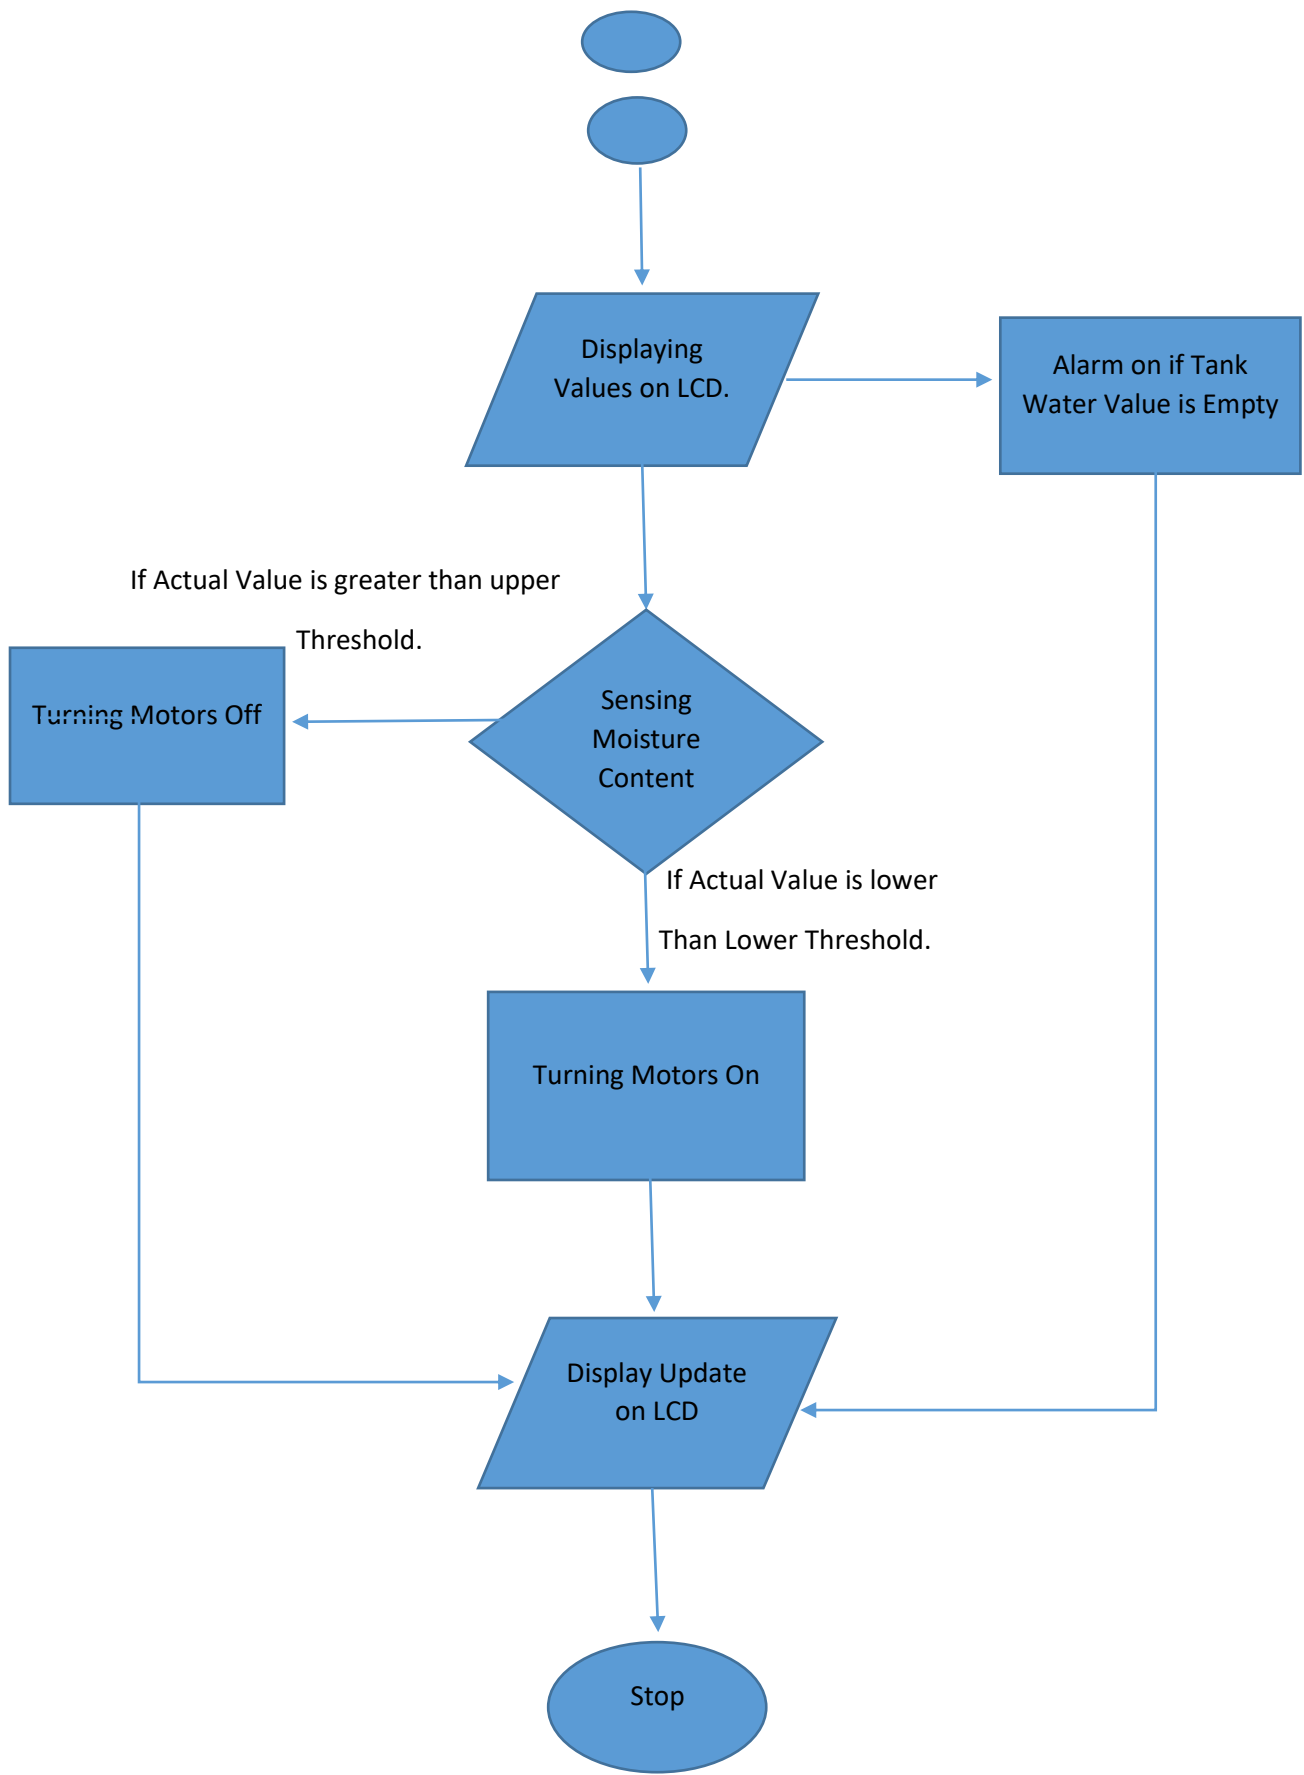 Displaying
Values on LCD.
Alarm on if Tank
Water Value is Empty
If Actual Value is greater than upper
Threshold.
Turning Motors Off
Sensing
Moisture
Content
If Actual Value is lower
Than Lower Threshold.
Turning Motors On
Display Update
on LCD
Stop